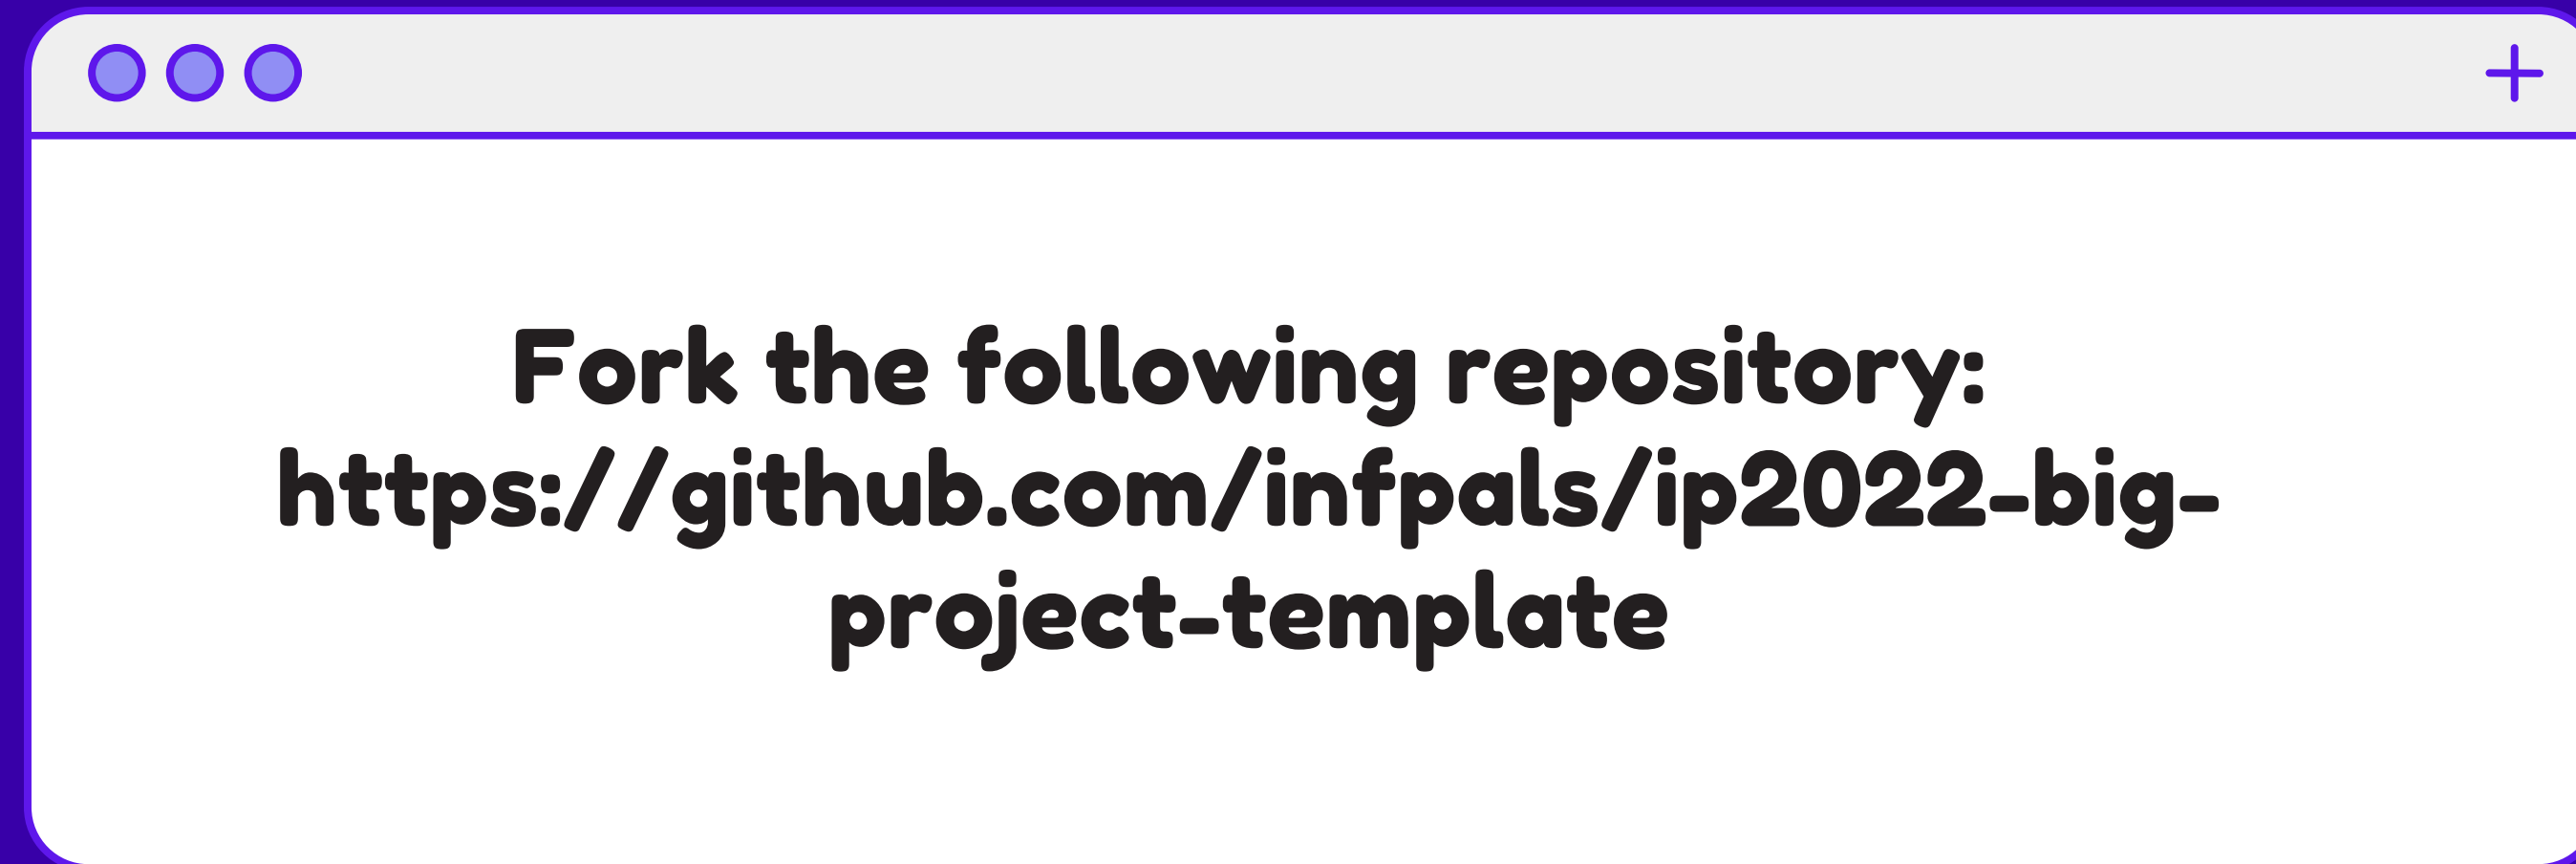 Fork the following repository:
https://github.com/infpals/ip2022-big-
project-template